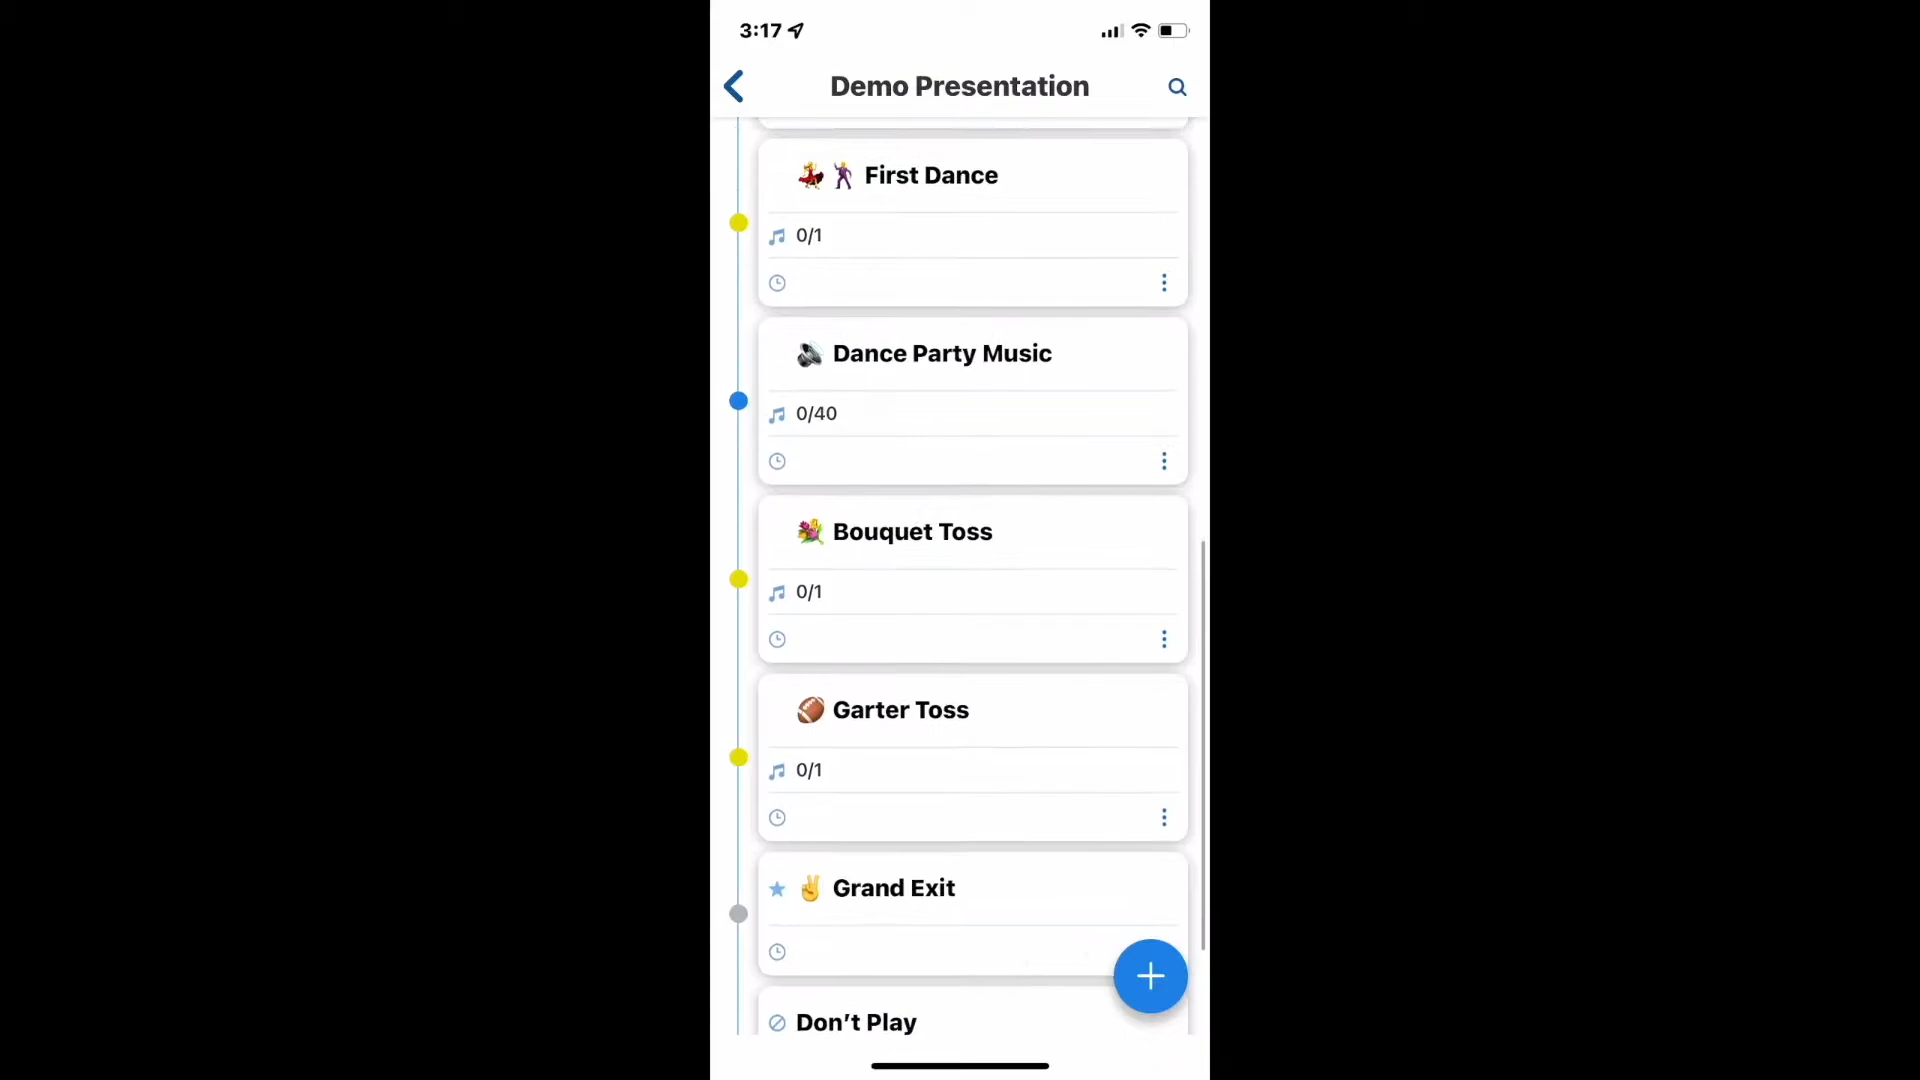 3:17
Demo Presentation
First Dance
0/1
Dance Party Music
0/40
Bouquet Toss
0/1
Garter Toss
0/1
Grand Exit
Don’t Play